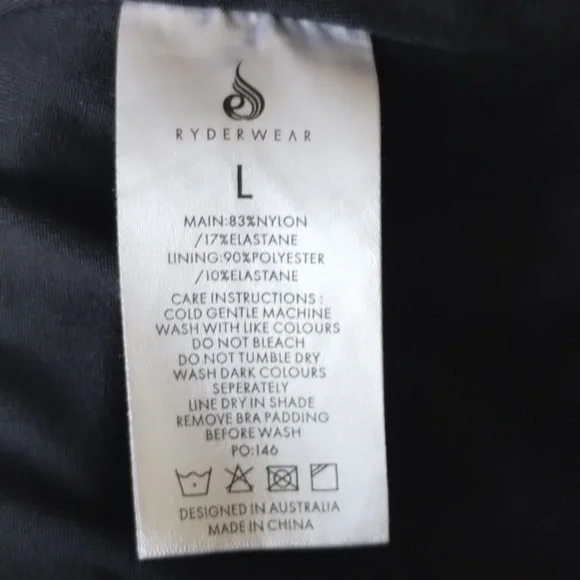 RYDERWEAR
L
MAIN:83%NYLON
/17%ELASTANE
LINING:90%POLYESTER
/10%ELASTANE
CARE INSTRUCTIONS :
COLD GENTLE MACHINE
WASH WITH LIKE COLOURS
DO NOT BLEACH
DO NOT TUMBLE DRY
WASH DARK COLOURS
SEPERATELY
LINE DRY IN SHADE
REMOVE BRA PADDING
BEFORE WASH
PO:146
DESIGNED IN AUSTRALIA
MADE IN CHINA